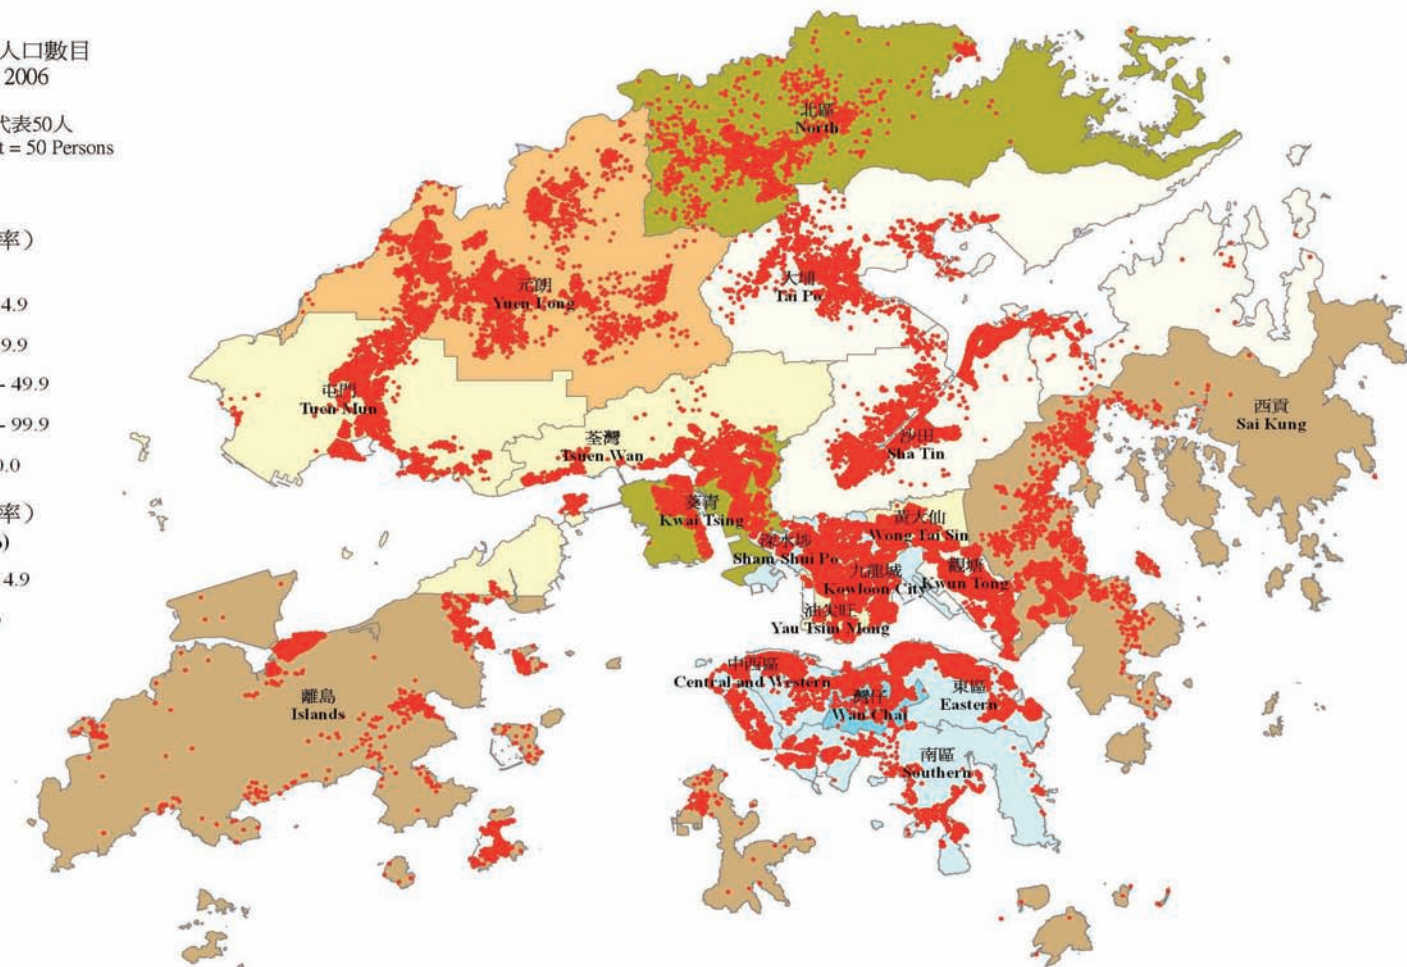 人口數目
2006
代表50人
t = 50 Persons
率）
4.9
9.9
- 49.9
- 99.9
0.0
率）
)
4.9
北區
North
元朗
Yuen Long
大埔
Tai Po
屯門
Tuen Mun
荃灣
Tsuen Wan
沙田
Sha Tin
西貢
Sai Kung
葵青
Kwai Tsing
黃大仙
Wong Tai Sin
深水埗
Sham Shui Po
九龍城
Kowloon City
觀塘
Kwun Tong
油尖旺
Yau Tsim Mong
中西區
Central and Western
灣仔
Wan Chai
東區
Eastern
離島
Islands
南區
Southern